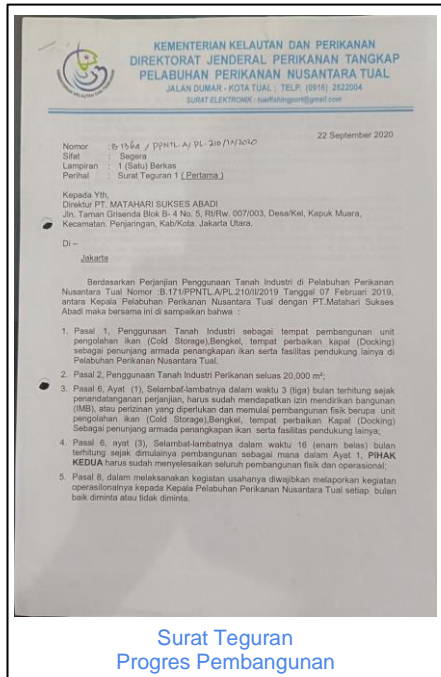 KEMENTERIAN KELAUTAN DAN PERIKANAN
DIREKTORAT JENDERAL PERIKANAN TANGKAP
PELABUHAN PERIKANAN NUSANTARA TUAL
JALAN DUMAR - KOTA TUAL ; TELP. (0916) 2522004
SURAT ELEKTRONIK : tualfishingport@gmail.com
22 September 2020
Nomor : B.1364 / PPNTL.A/PL.210/IX/2020
Sifat : Segera
Lampiran : 1 (Satu) Berkas
Perihal : Surat Teguran 1 ( Pertama )
Kepada Yth,
Direktur PT. MATAHARI SUKSES ABADI
Jln. Taman Grisenda Blok B- 4 No. 5, Rt/Rw. 007/003, Desa/Kel, Kapuk Muara,
Kecamatan. Penjaringan, Kab/Kota. Jakarta Utara.
Di –
Jakarta
Berdasarkan Perjanjian Penggunaan Tanah Industri di Pelabuhan Perikanan
Nusantara Tual Nomor :B.171/PPNTL.A/PL.210/II/2019 Tanggal 07 Februari 2019,
antara Kepala Pelabuhan Perikanan Nusantara Tual dengan PT.Matahari Sukses
Abadi maka bersama ini di sampaikan bahwa :
1. Pasal 1, Penggunaan Tanah Industri sebagai tempat pembangunan unit
pengolahan ikan (Cold Storage),Bengkel, tempat perbaikan Kapal (Docking)
sebagai penunjang armada penangkapan ikan serta fasilitas pendukung lainya di
Pelabuhan Perikanan Nusantara Tual.
2. Pasal 2, Penggunaan Tanah Industri Perikanan seluas 20,000 m²;
3. Pasal 6, Ayat (1), Selambat-lambatnya dalam waktu 3 (tiga) bulan terhitung sejak
penandatanganan perjanjian, harus sudah mendapatkan izin mendirikan bangunan
(IMB), atau perizinan yang diperlukan dan memulai pembangunan fisik berupa unit
pengolahan ikan (Cold Storage),Bengkel, tempat perbaikan Kapal (Docking)
Sebagai penunjang armada penangkapan ikan serta fasilitas pendukung lainya;
4. Pasal 6, ayat (3), Selambat-lambatnya dalam waktu 16 (enam belas) bulan
terhitung sejak dimulainya pembangunan sebagai mana dalam Ayat 1, PIHAK
KEDUA harus sudah menyelesaikan seluruh pembangunan fisik dan operasional;
5. Pasal 8, dalam melaksanakan kegiatan usahanya diwajibkan melaporkan kegiatan
operasilonalnya kepada Kepala Pelabuhan Perikanan Nusantara Tual setiap bulan
baik diminta atau tidak diminta.
Surat Teguran
Progres Pembangunan